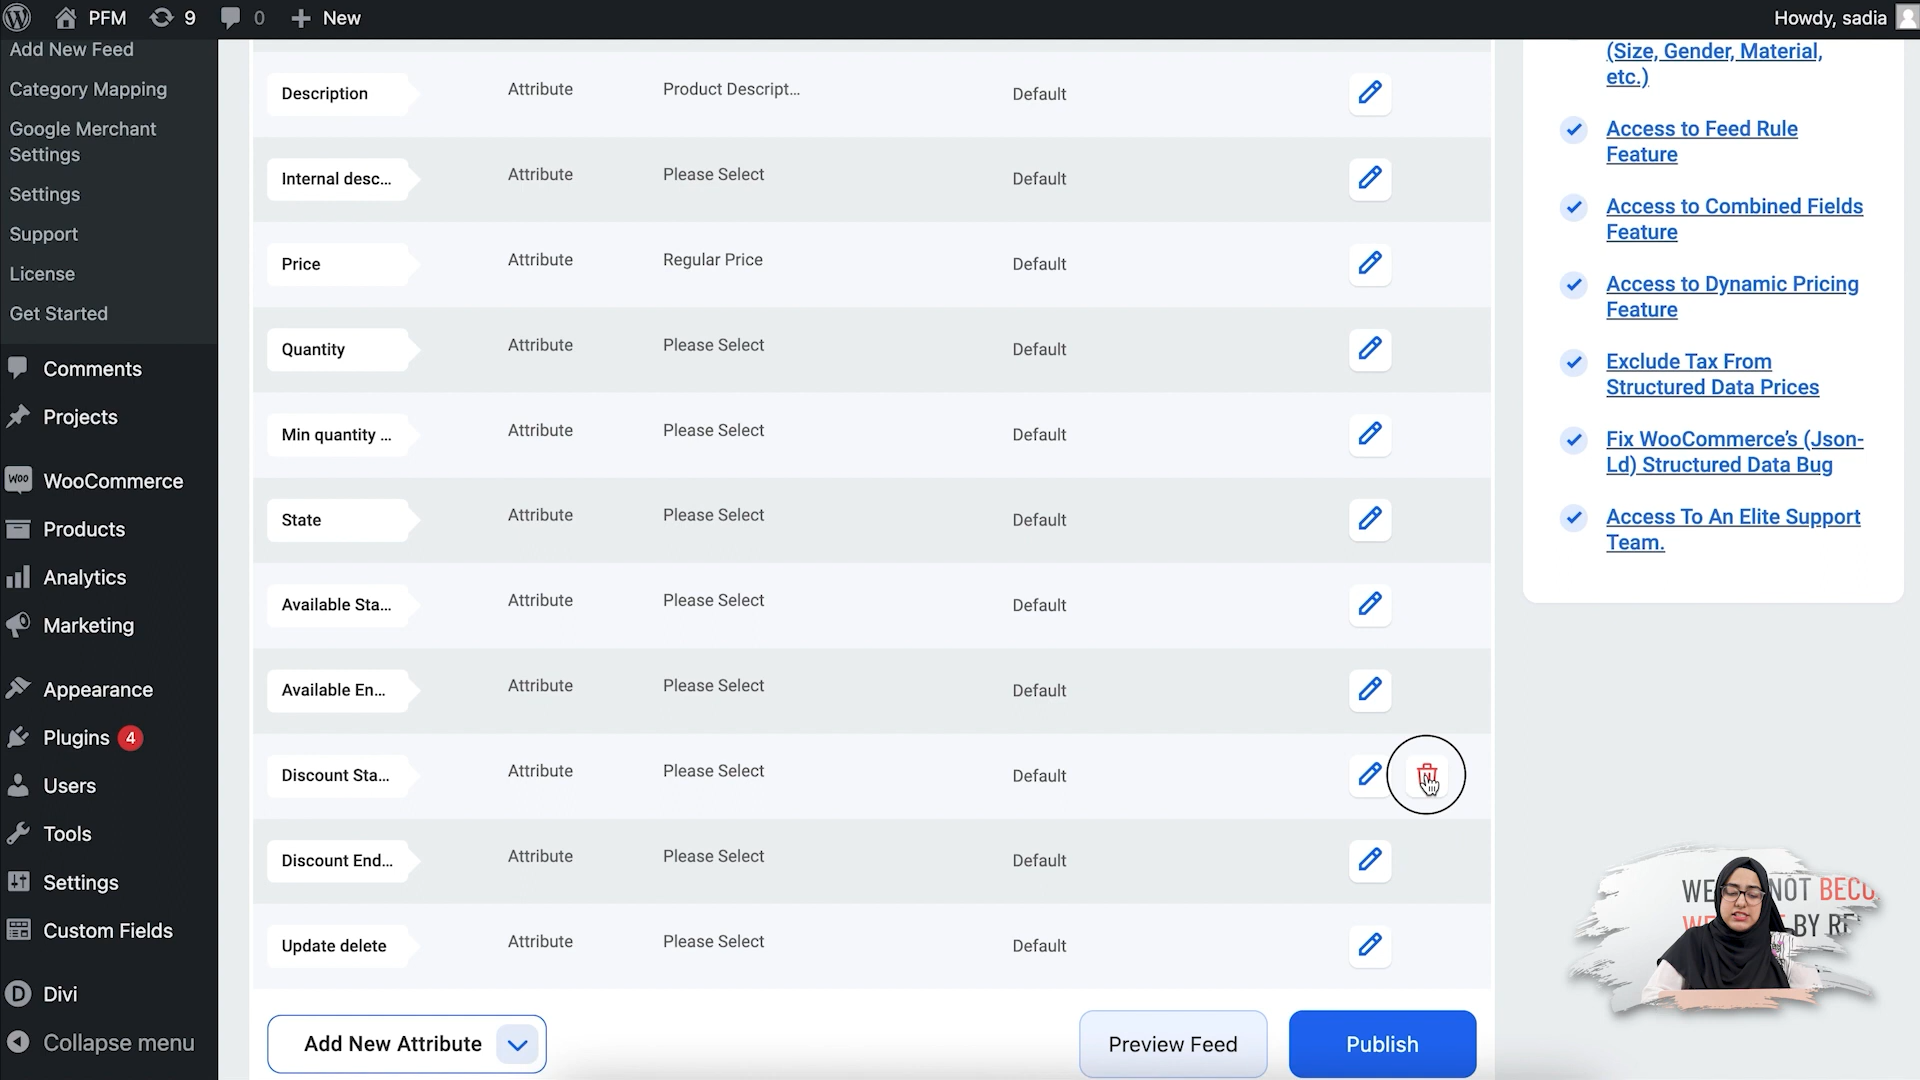 PFM
9
0
New
Howdy, sadia
Add New Feed
Category Mapping
Google Merchant
Settings
Settings
Support
License
Get Started
Comments
Projects
Woo
WooCommerce
Products
Analytics
Marketing
Appearance
Plugins 4
Users
Tools
Settings
Custom Fields
D
Divi
Collapse menu
Description
Attribute
Product Descript...
Default
Internal desc...
Attribute
Please Select
Default
Price
Attribute
Regular Price
Default
Quantity
Attribute
Please Select
Default
Min quantity ...
Attribute
Please Select
Default
State
Attribute
Please Select
Default
Available Sta...
Attribute
Please Select
Default
Available En...
Attribute
Please Select
Default
Discount Sta...
Attribute
Please Select
Default
Discount End...
Attribute
Please Select
Default
Update delete
Attribute
Please Select
Default
Add New Attribute
Preview Feed
Publish
(Size, Gender, Material,
etc.)
Access to Feed Rule
Feature
Access to Combined Fields
Feature
Access to Dynamic Pricing
Feature
Exclude Tax From
Structured Data Prices
Fix WooCommerce’s (Json-
Ld) Structured Data Bug
Access To An Elite Support
Team.
WE NOT BECO
BY RE